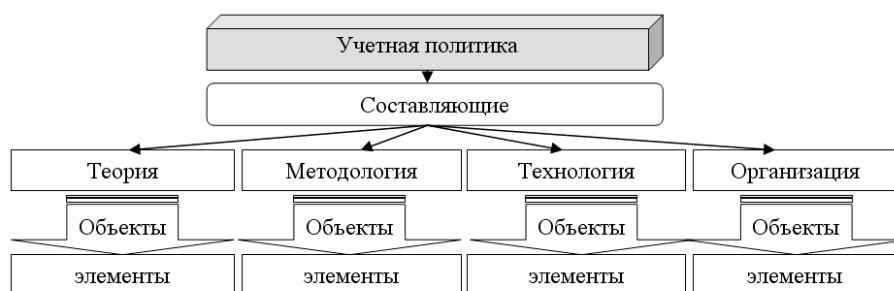 Учетная политика
Составляющие
Теория
Методология
Технология
Организация
Объекты
Объекты
Объекты
Объекты
элементы
элементы
элементы
элементы